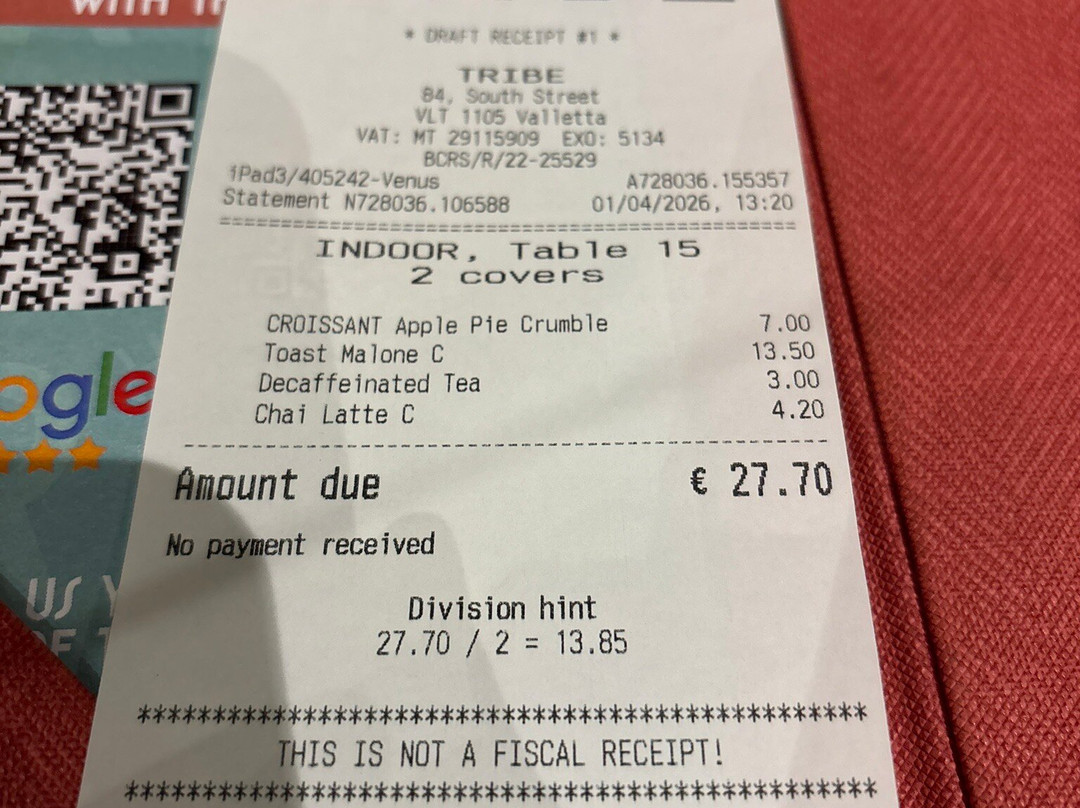 WITH
* DRAFT RECEIPT #1 *
TRIBE
84, South Street
VLT 1105 Valletta
VAT: MT 29115909 EXO: 5134
BCRS/R/22-25529
iPad3/405242-Venus A728036.155357
Statement N728036.106588 01/04/2026, 13:20
================================================
INDOOR, Table 15
2 covers
CROISSANT Apple Pie Crumble 7.00
Toast Malone C 13.50
Decaffeinated Tea 3.00
Chai Latte C 4.20
------------------------------------------------
Amount due € 27.70
No payment received
Division hint
27.70 / 2 = 13.85
************************************************
THIS IS NOT A FISCAL RECEIPT!
************************************************
ogle
US